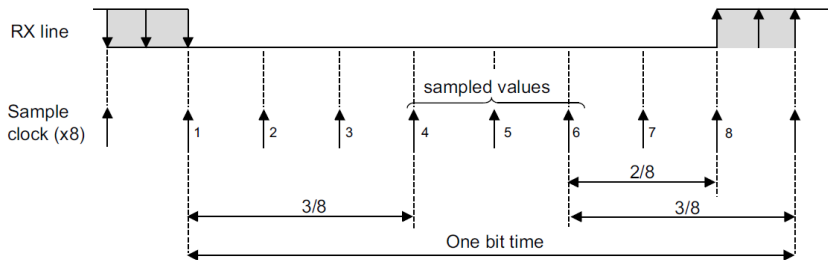 RX line
sampled values
Sample
clock (x8)
1
2
3
4
5
6
7
8
2/8
3/8
3/8
One bit time